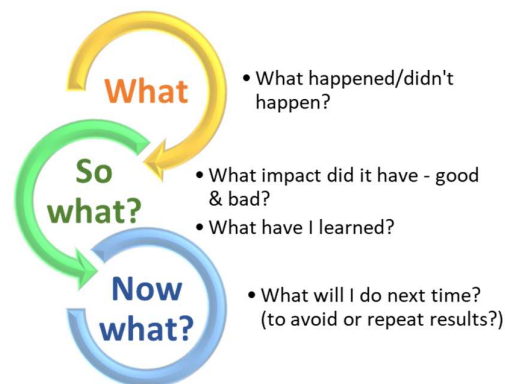 What
• What happened/didn't
happen?
So
what?
• What impact did it have - good
& bad?
• What have I learned?
Now
what?
• What will I do next time?
(to avoid or repeat results?)